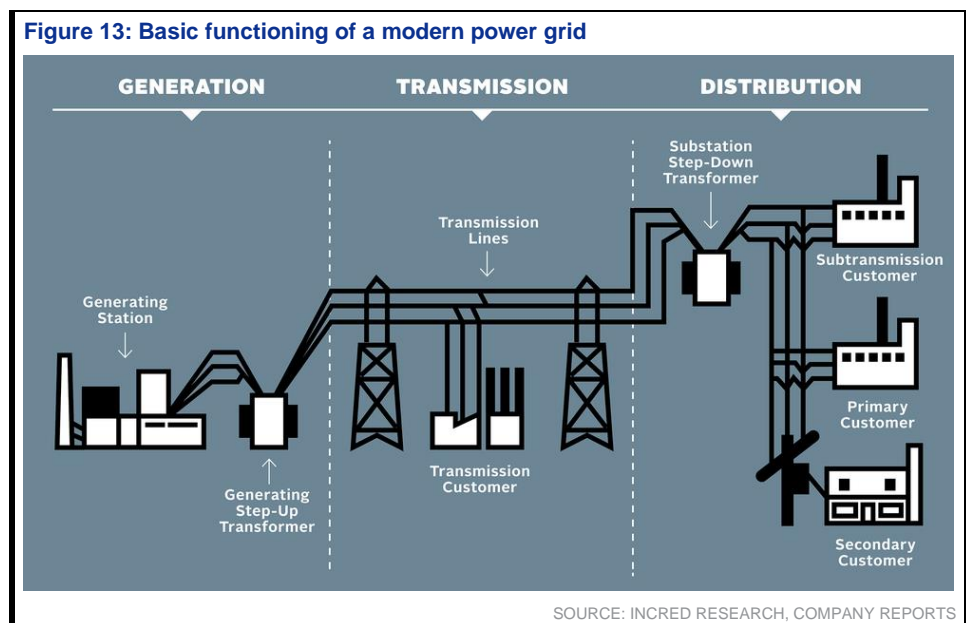 Figure 13: Basic functioning of a modern power grid
GENERATION
TRANSMISSION
DISTRIBUTION
Substation
Step-Down
Transformer
Transmission
Lines
Subtransmission
Customer
Generating
Station
Primary
Customer
Transmission
Customer
Generating
Step-Up
Transformer
Secondary
Customer
SOURCE: INCRED RESEARCH, COMPANY REPORTS